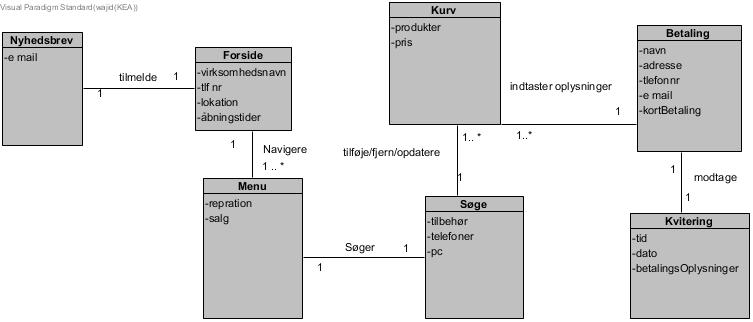 Visual Paradigm Standard(wajid(KEA))
Nyhedsbrev
-e mail
tilmelde
1
1
Forside
-virksomhedsnavn
-tlf nr
-lokation
-åbningstider
1
Navigere
1 .. *
Menu
-repration
-salg
Søger
1
1
Kurv
-produkter
-pris
1.. *
tilføje/fjern/opdatere
1
Søge
-tilbehør
-telefoner
-pc
indtaster oplysninger
1
1..*
Betaling
-navn
-adresse
-tlefonnr
-e mail
-kortBetaling
1
modtage
1
Kvitering
-tid
-dato
-betalingsOplysninger